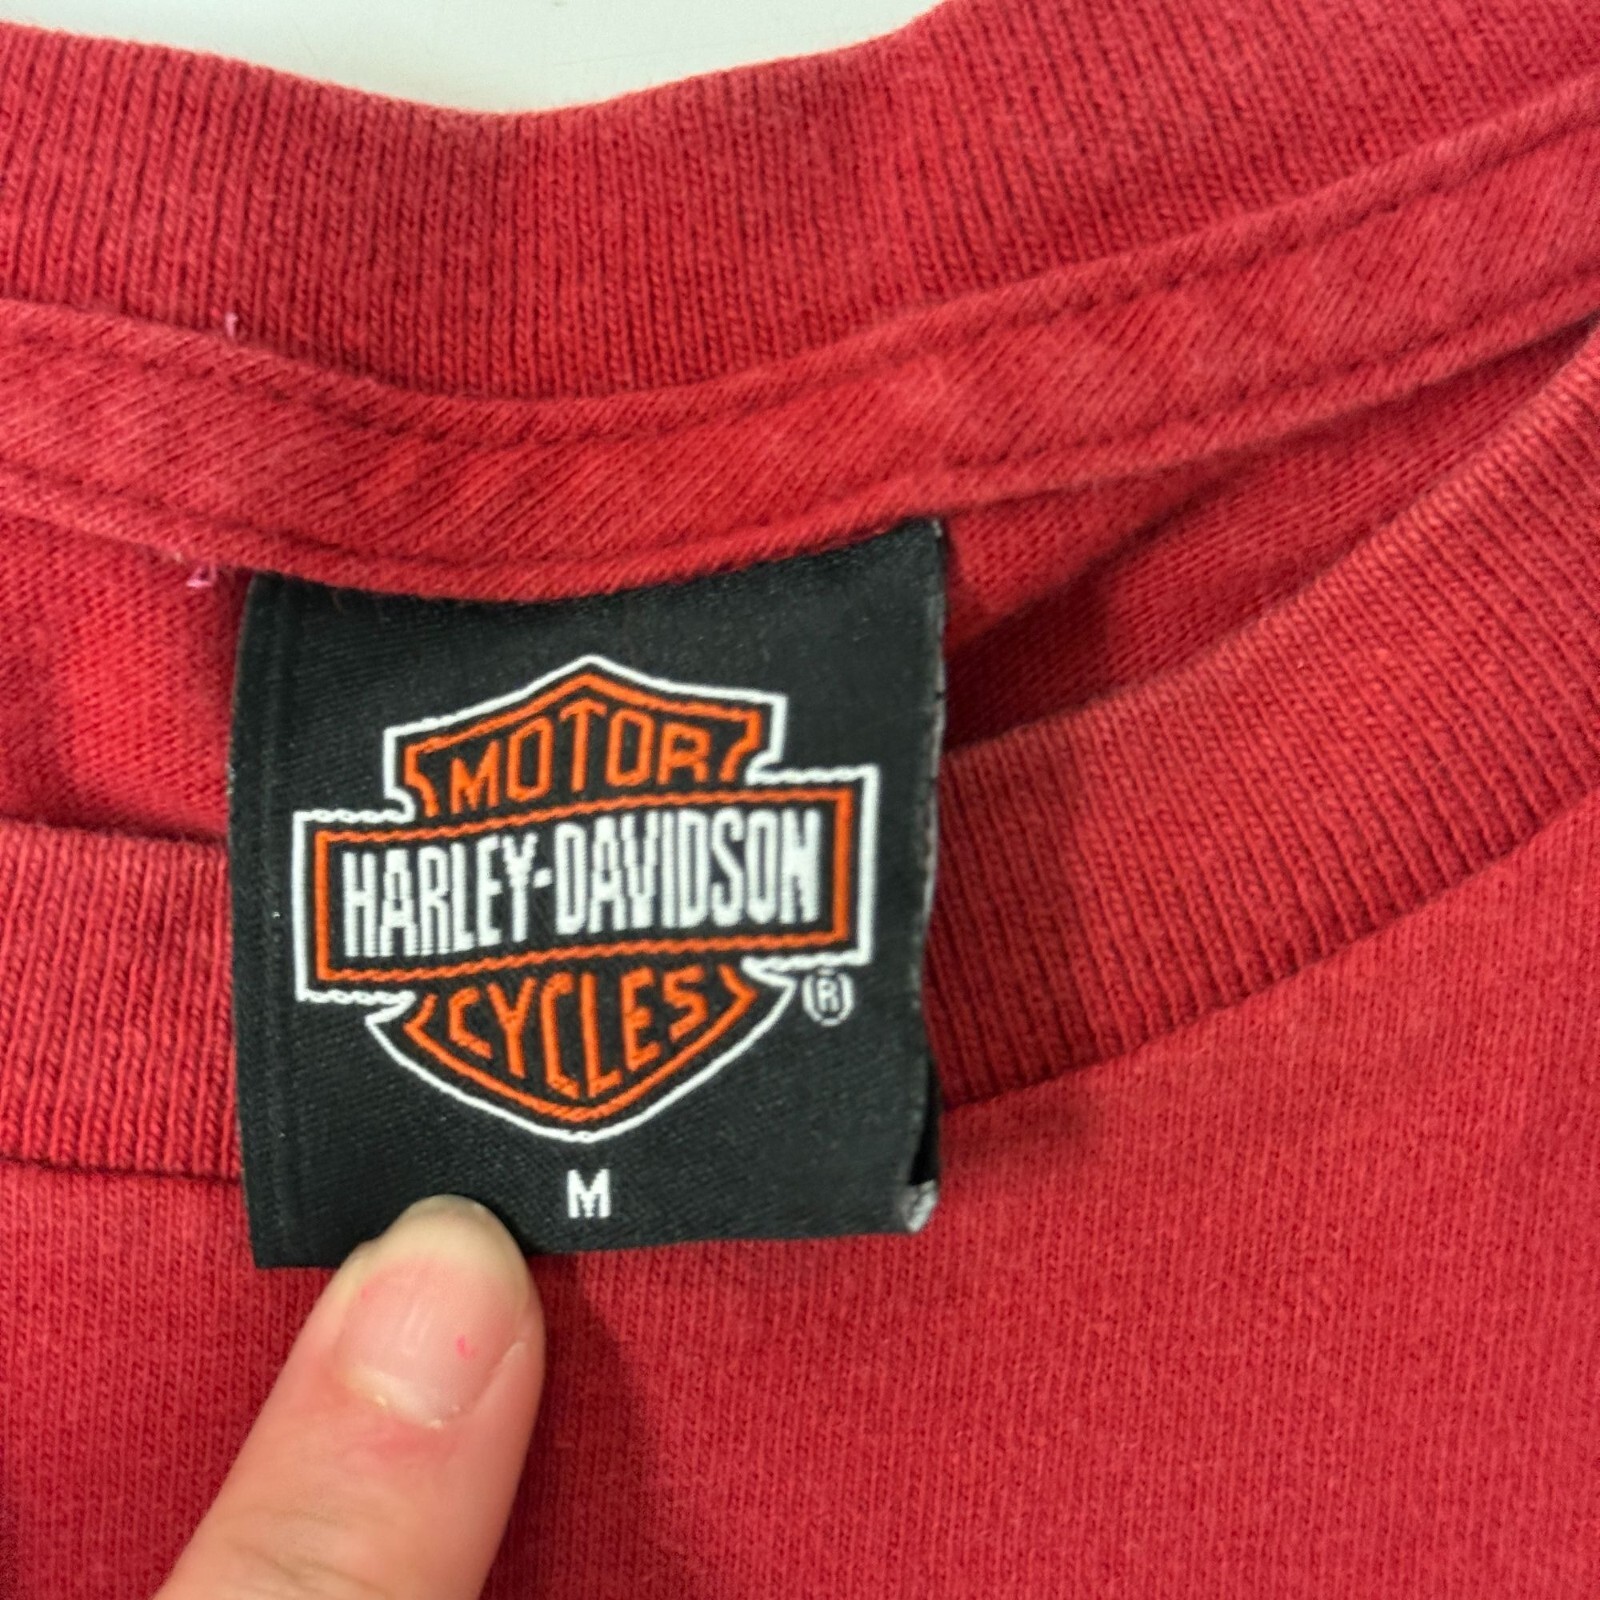 MOTOR
HARLEY-DAVIDSON
CYCLES
®
M